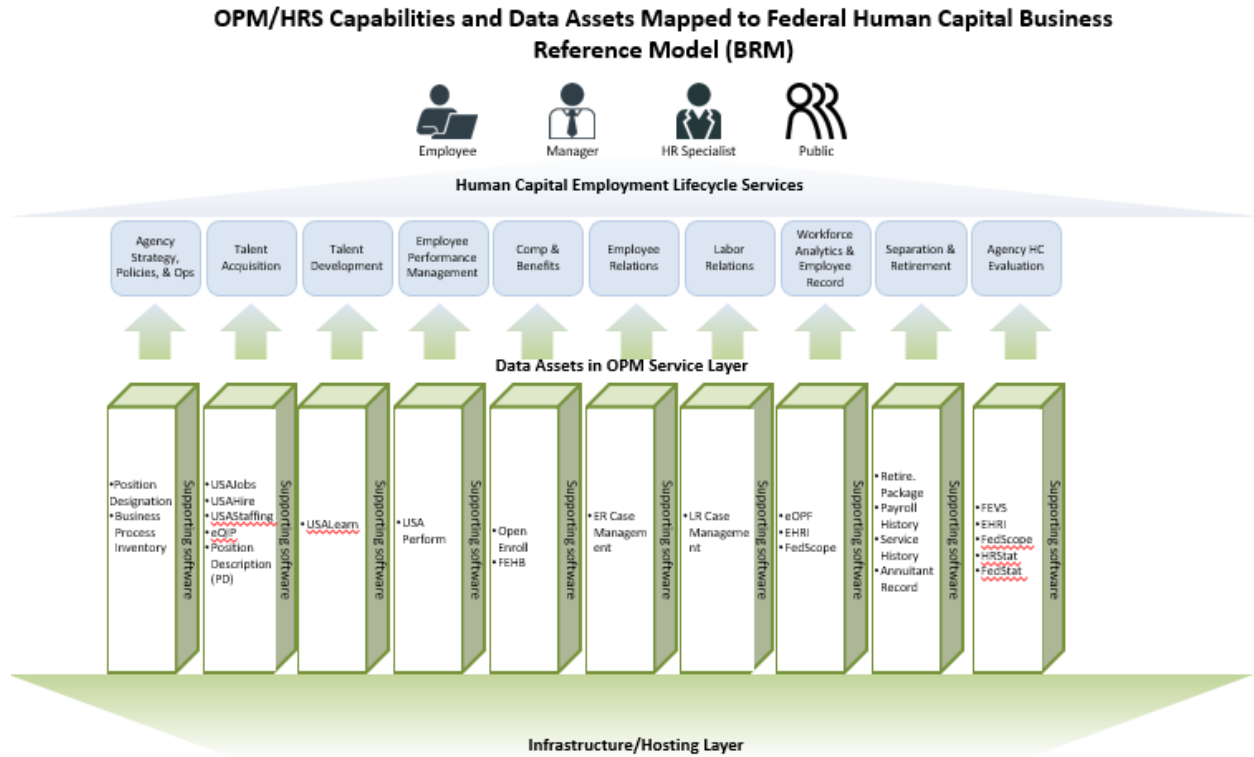 OPM/HRS Capabilities and Data Assets Mapped to Federal Human Capital Business
Reference Model (BRM)
Employee
Manager
HR Specialist
Public
Human Capital Employment Lifecycle Services
Agency
Strategy,
Policies, & Ops
Talent
Acquisition
Talent
Development
Employee
Performance
Management
Comp &
Benefits
Employee
Relations
Labor
Relations
Workforce
Analytics &
Employee
Record
Separation &
Retirement
Agency HC
Evaluation
Data Assets in OPM Service Layer
•Position
Designation
•Business
Process
Inventory
Supporting software
•USAJobs
•USAHire
•USAStaffing
•eQIP
•Position
Description
(PD)
Supporting software
•USALearn
Supporting software
•USA
Perform
Supporting software
•Open
Enroll
•FEHB
Supporting software
•ER Case
Managem
ent
Supporting software
•LR Case
Manageme
nt
Supporting software
•eOPF
•EHRI
•FedScope
Supporting software
•Retire.
Package
•Payroll
History
•Service
History
•Annuitant
Record
Supporting software
•FEVS
•EHRI
•FedScope
•HRStat
•FedStat
Supporting software
Infrastructure/Hosting Layer